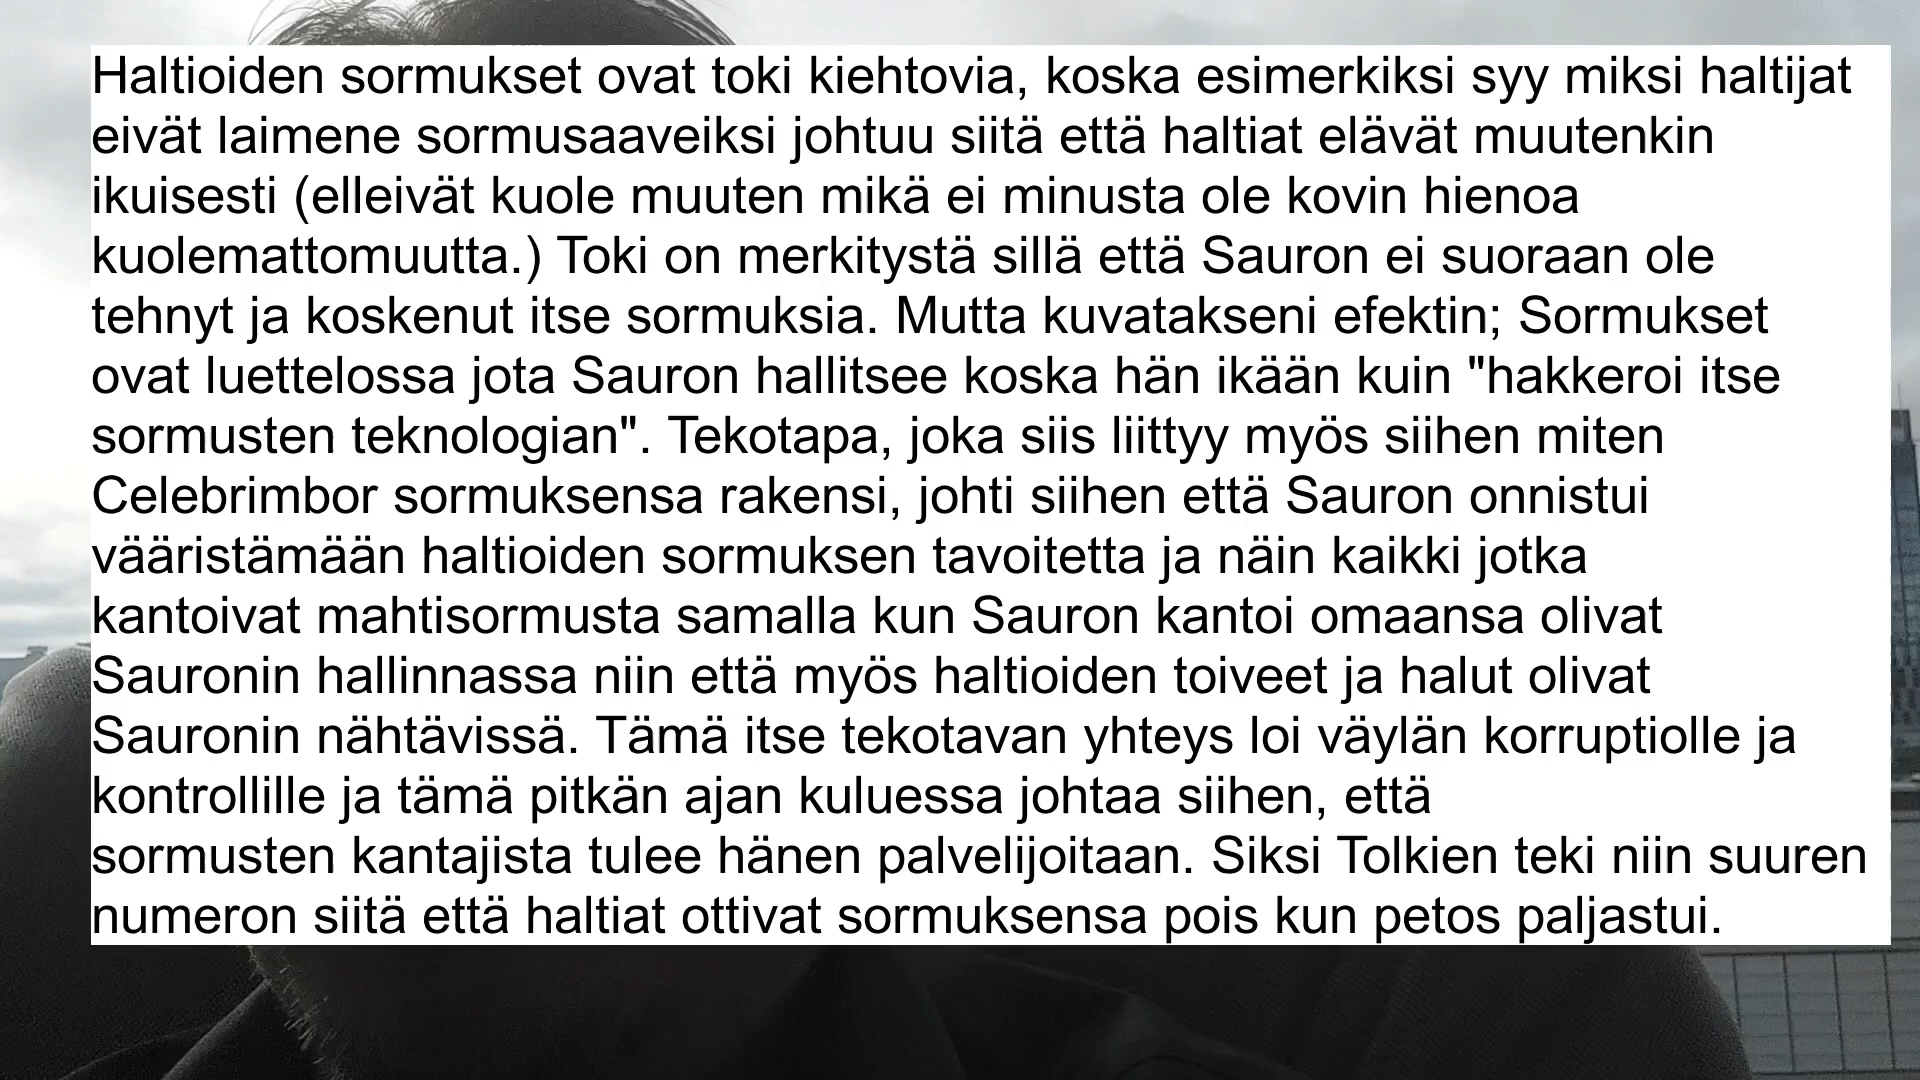 Haltioiden sormukset ovat toki kiehtovia, koska esimerkiksi syy miksi haltijat
eivät laimene sormusaaveiksi johtuu siitä että haltiat elävät muutenkin
ikuisesti (elleivät kuole muuten mikä ei minusta ole kovin hienoa
kuolemattomuutta.) Toki on merkitystä sillä että Sauron ei suoraan ole
tehnyt ja koskenut itse sormuksia. Mutta kuvatakseni efektin; Sormukset
ovat luettelossa jota Sauron hallitsee koska hän ikään kuin "hakkeroi itse
sormusten teknologian". Tekotapa, joka siis liittyy myös siihen miten
Celebrimbor sormuksensa rakensi, johti siihen että Sauron onnistui
vääristämään haltioiden sormuksen tavoitetta ja näin kaikki jotka
kantoivat mahtisormusta samalla kun Sauron kantoi omaansa olivat
Sauronin hallinnassa niin että myös haltioiden toiveet ja halut olivat
Sauronin nähtävissä. Tämä itse tekotavan yhteys loi väylän korruptiolle ja
kontrollille ja tämä pitkän ajan kuluessa johtaa siihen, että
sormusten kantajista tulee hänen palvelijoitaan. Siksi Tolkien teki niin suuren
numeron siitä että haltiat ottivat sormuksensa pois kun petos paljastui.